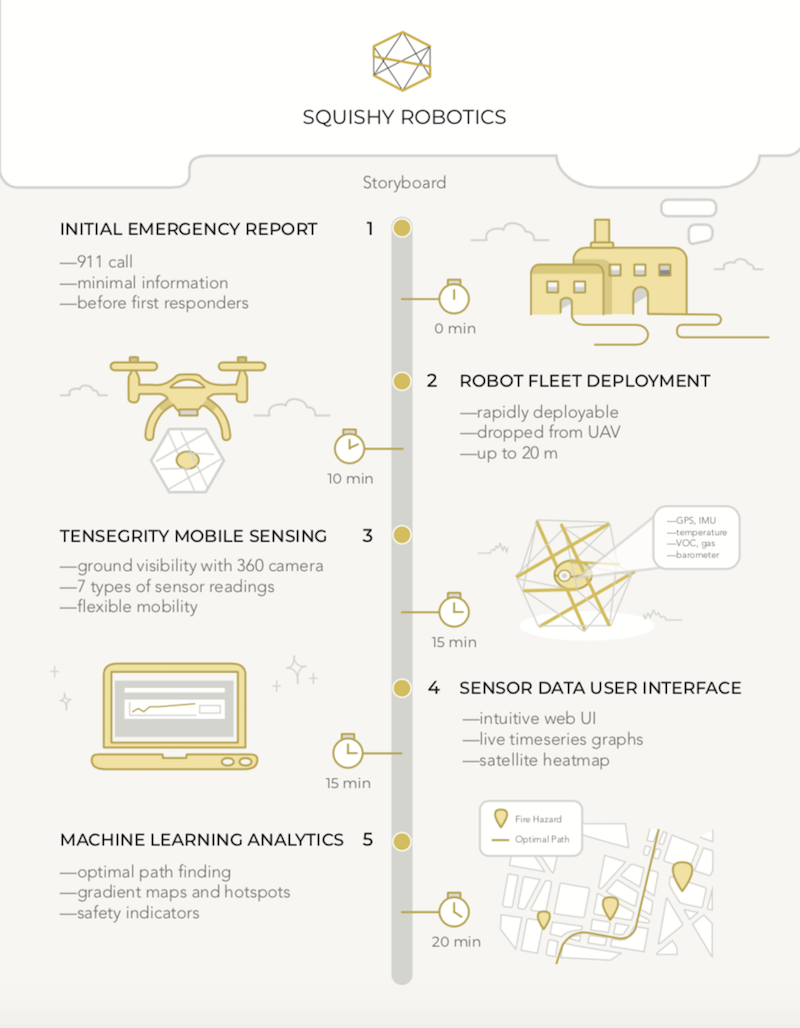 SQUISHY ROBOTICS
Storyboard
INITIAL EMERGENCY REPORT 1
—911 call
—minimal information
—before first responders
0 min
2 ROBOT FLEET DEPLOYMENT
—rapidly deployable
—dropped from UAV
—up to 20 m
10 min
TENSEGRITY MOBILE SENSING 3
—ground visibility with 360 camera
—7 types of sensor readings
—flexible mobility
—GPS, IMU
—temperature
—VOC, gas
—barometer
15 min
4 SENSOR DATA USER INTERFACE
—intuitive web UI
—live timeseries graphs
—satellite heatmap
15 min
MACHINE LEARNING ANALYTICS 5
—optimal path finding
—gradient maps and hotspots
—safety indicators
Fire Hazard
Optimal Path
20 min